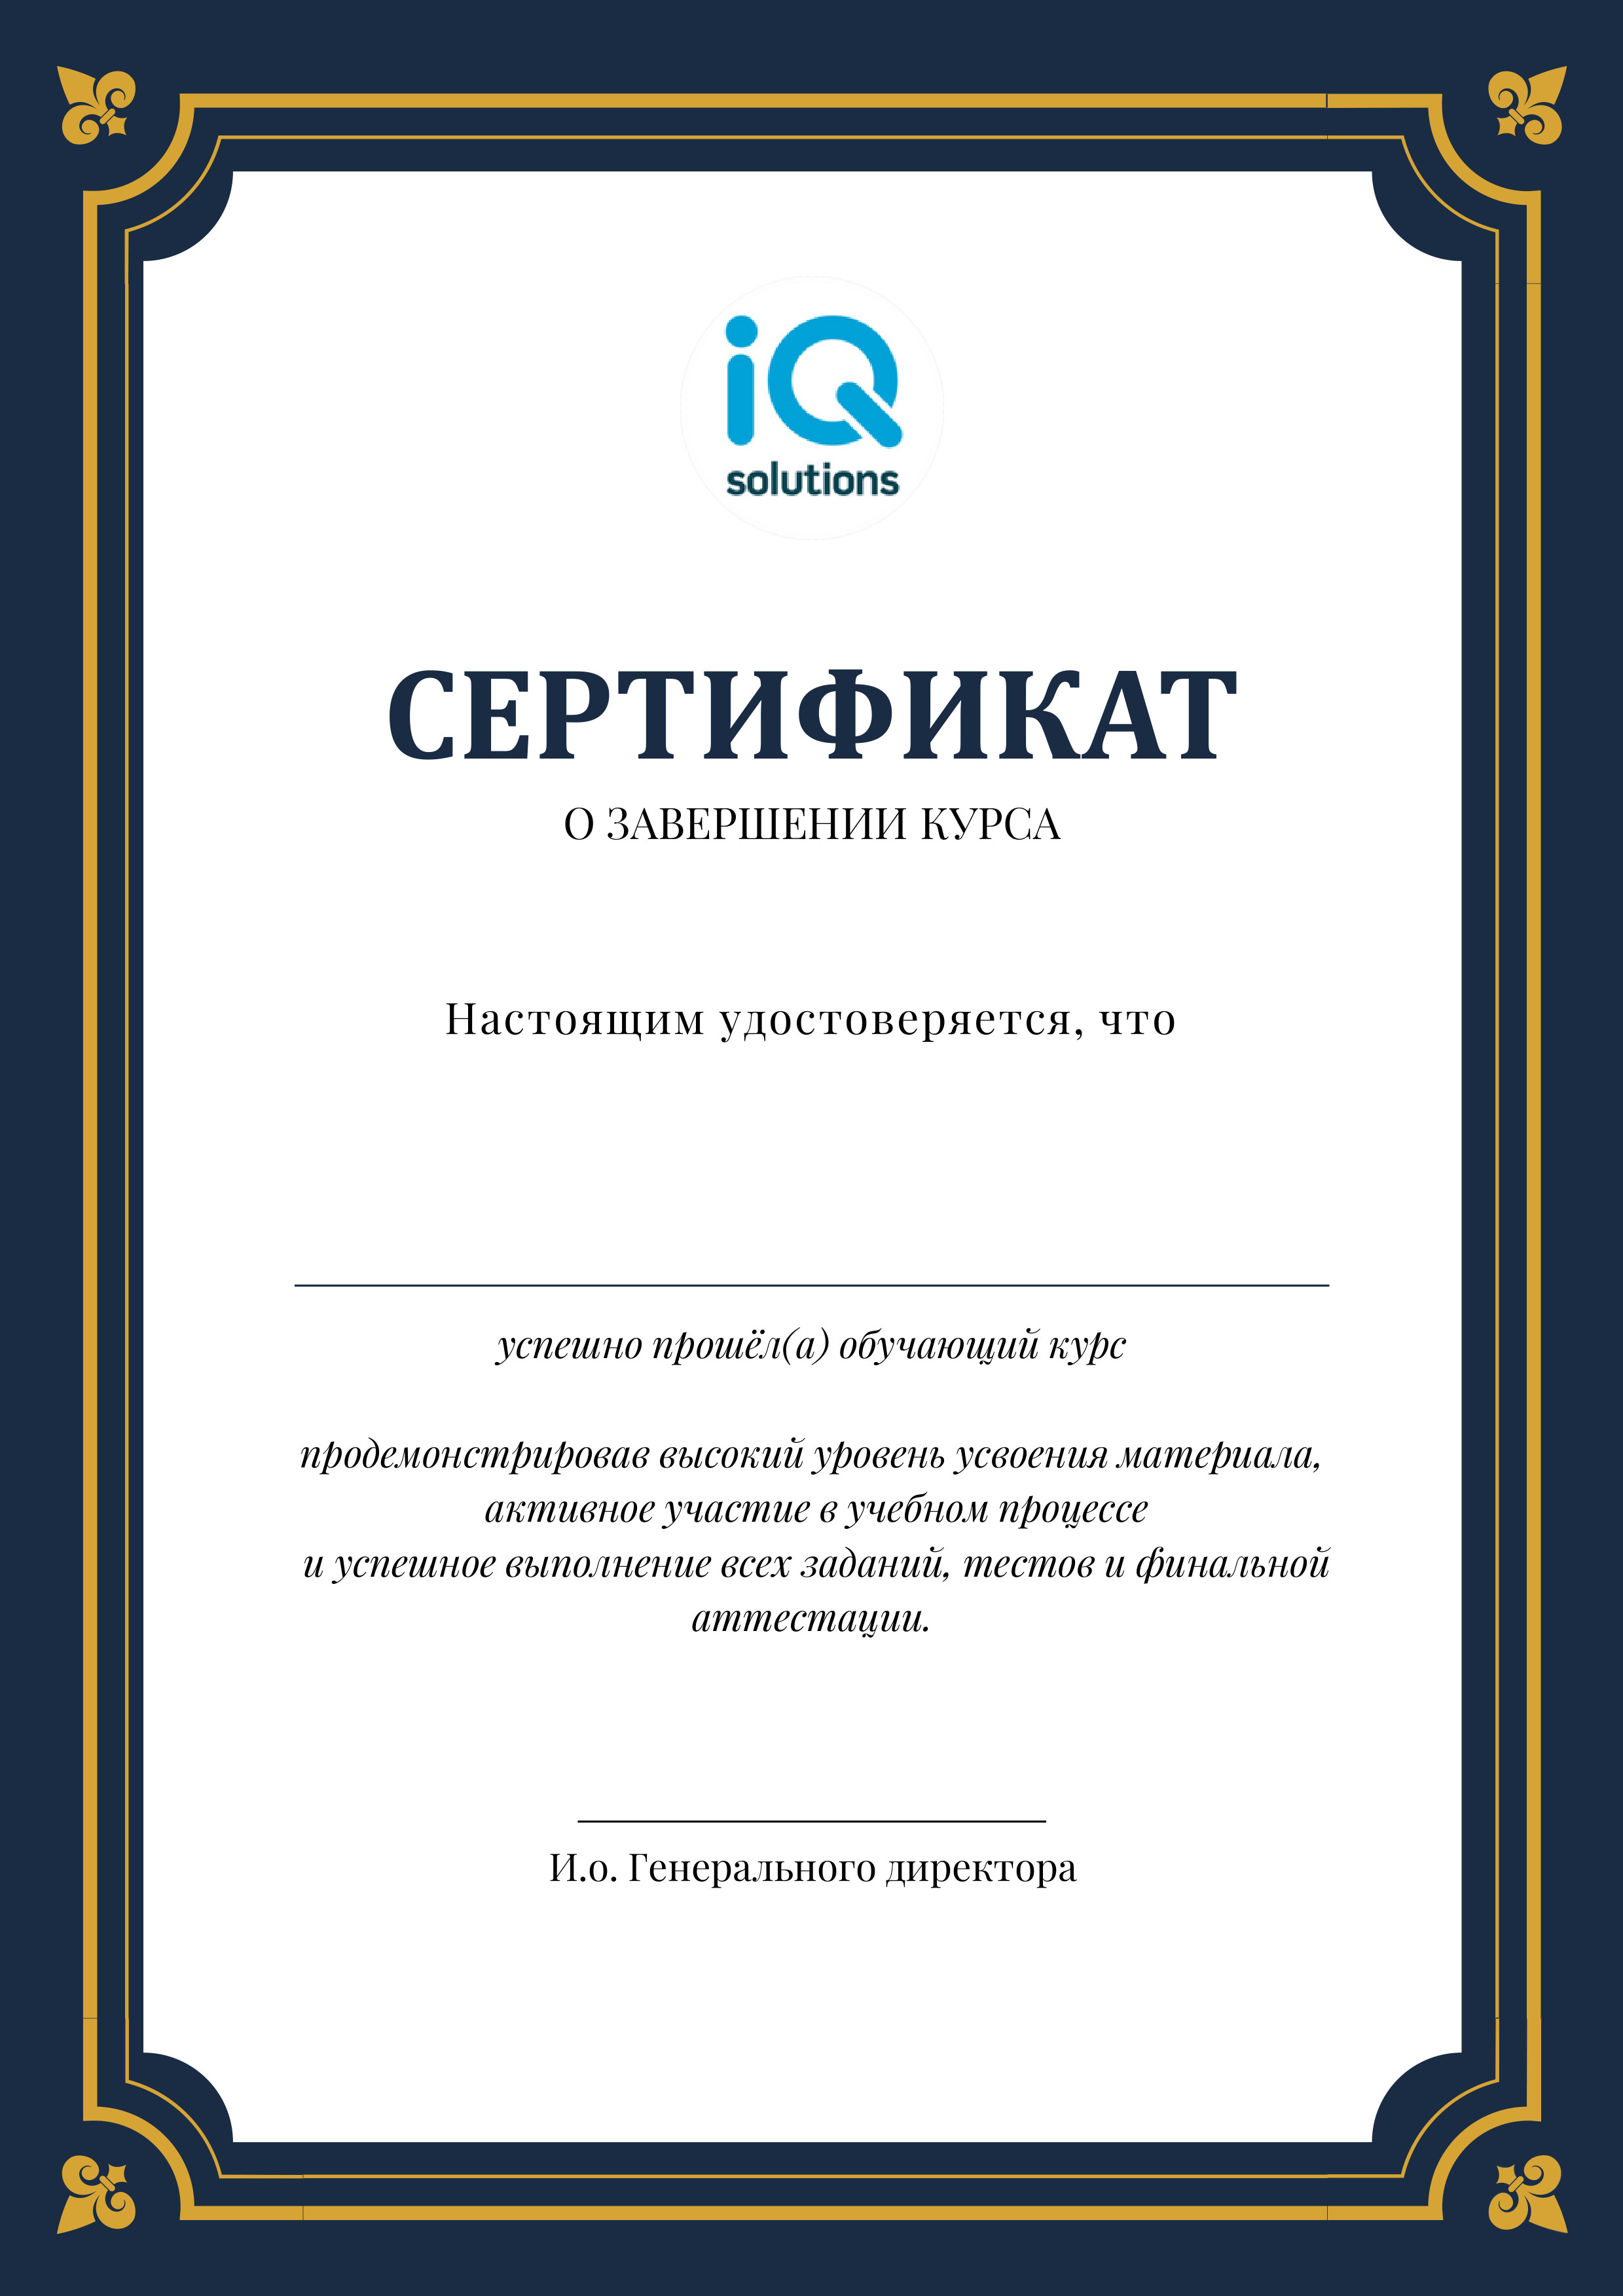 iQ
solutions
СЕРТИФИКАТ
О ЗАВЕРШЕНИИ КУРСА
Настоящим удостоверяется, что
успешно прошёл(а) обучающий курс
продемонстрировав высокий уровень усвоения материала,
активное участие в учебном процессе
и успешное выполнение всех заданий, тестов и финальной
аттестации.
И.о. Генерального директора